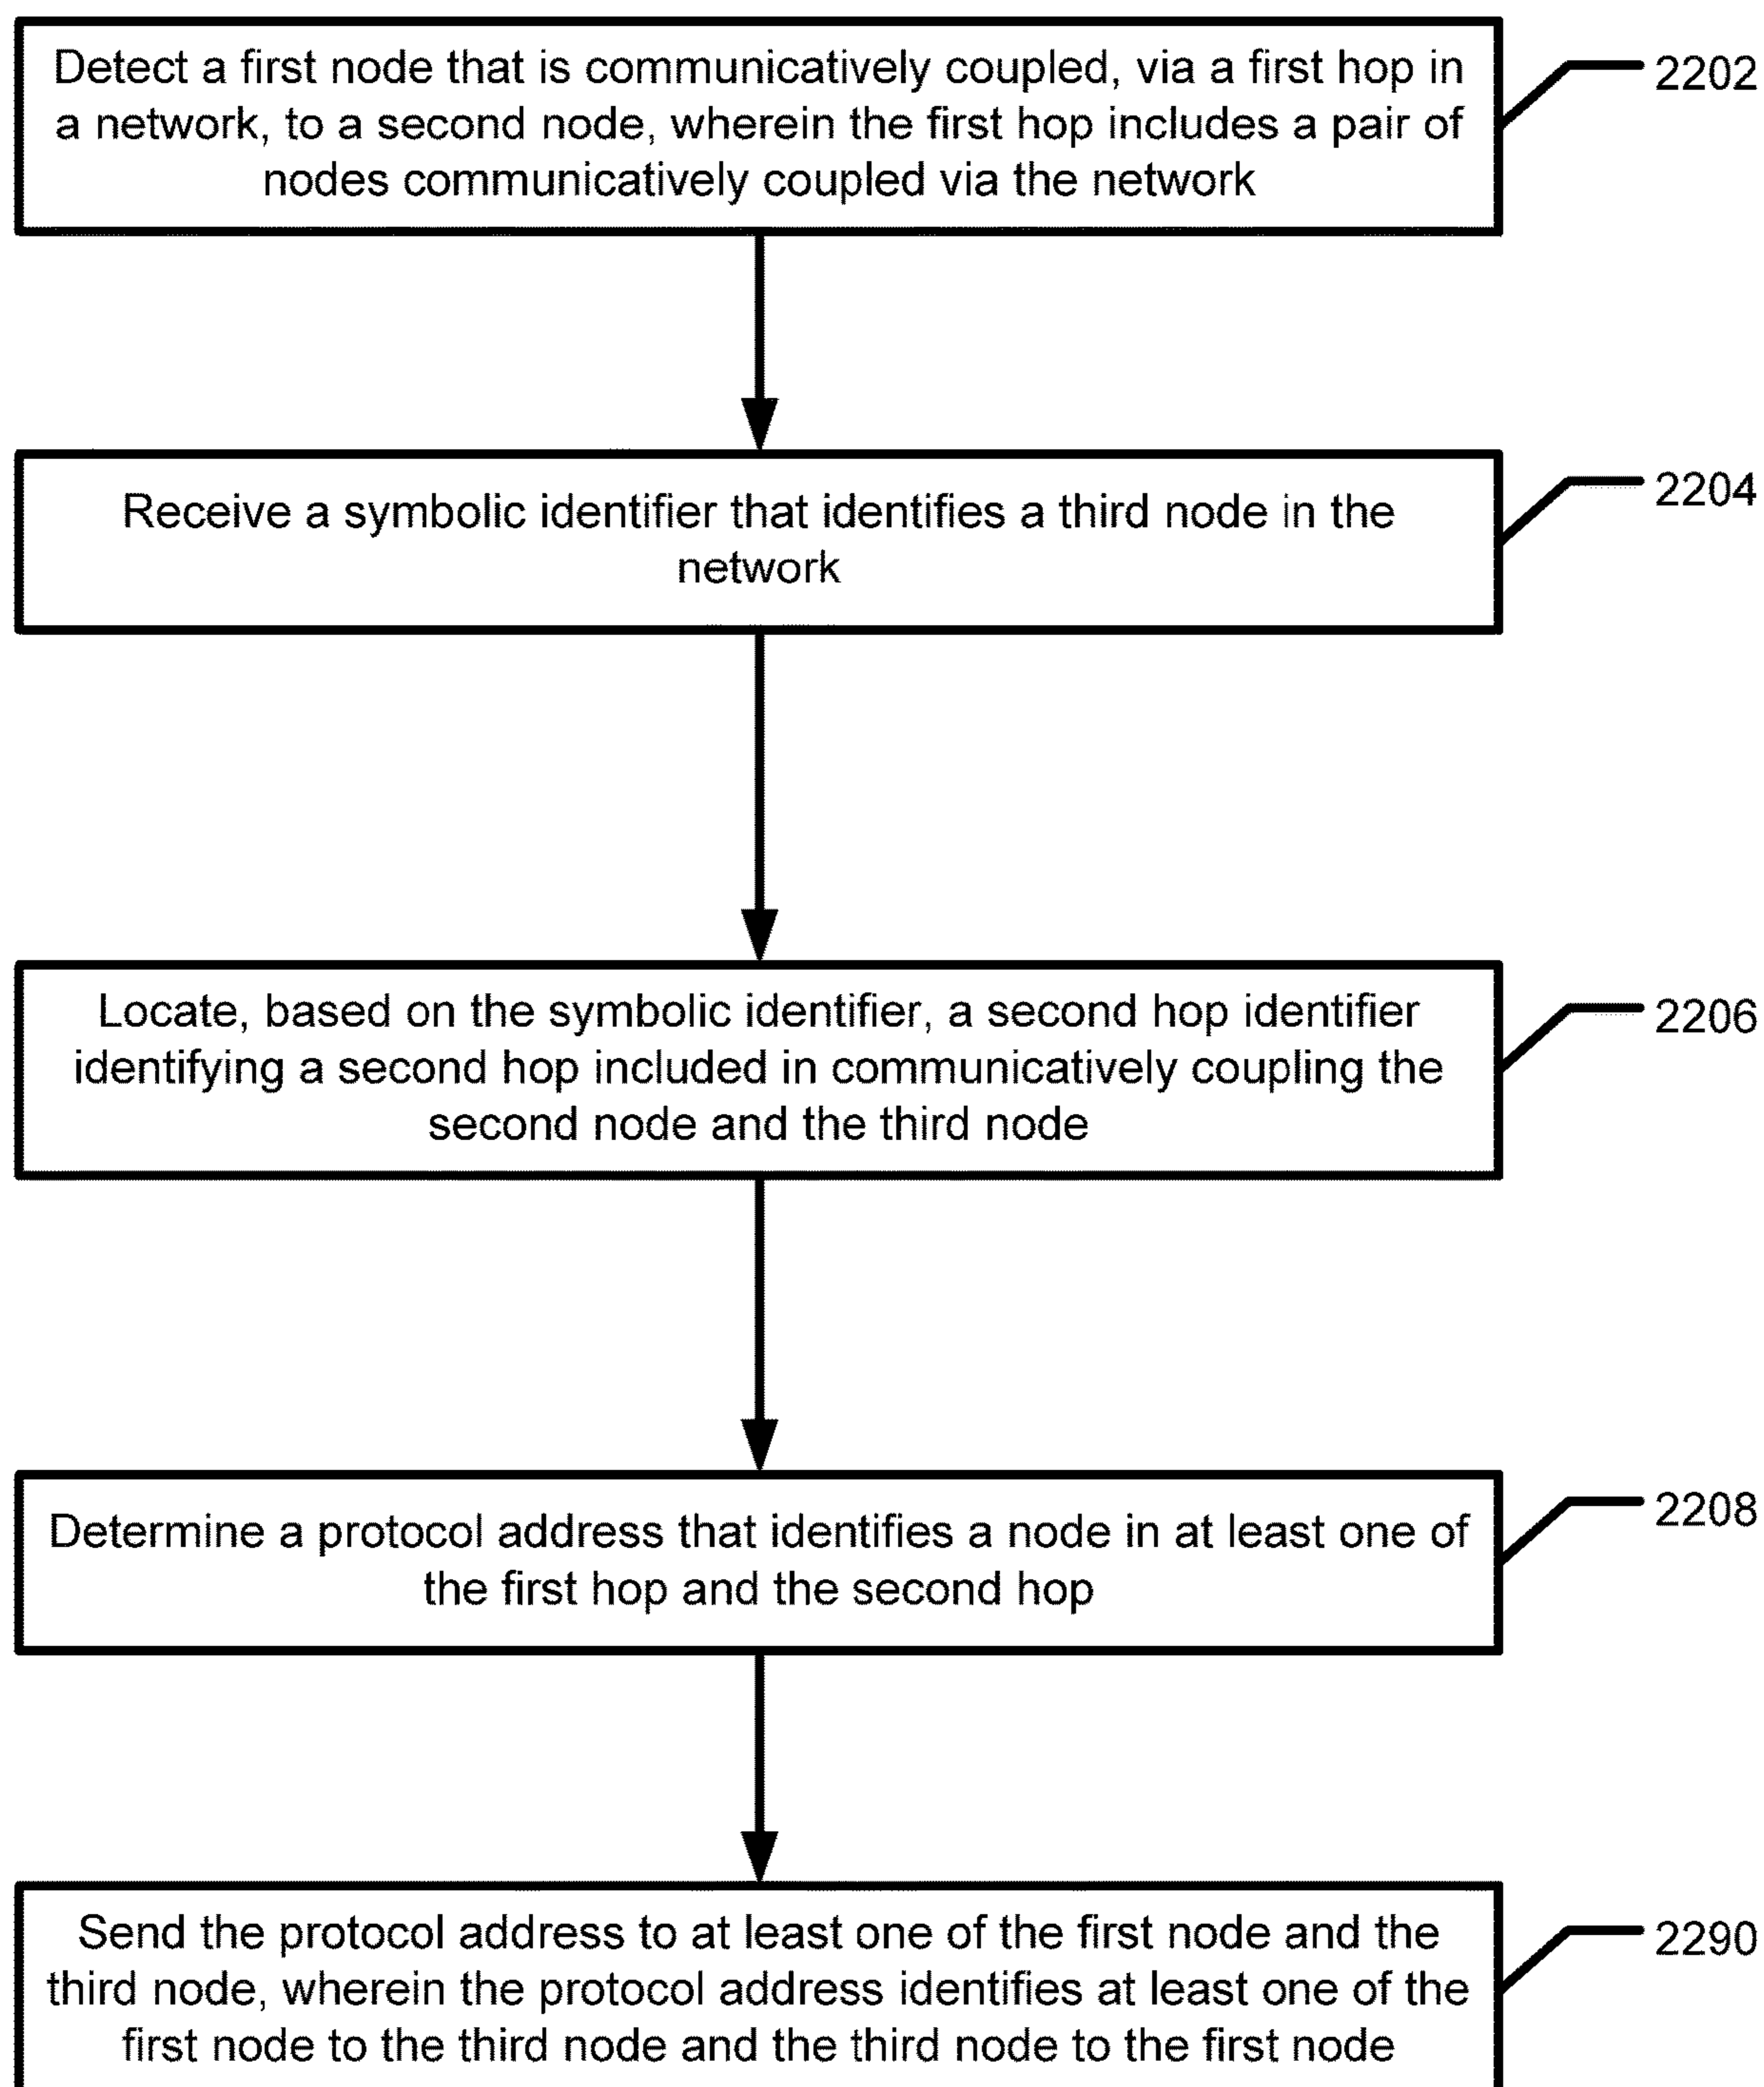 Detect a first node that is communicatively coupled, via a first hop in
a network, to a second node, wherein the first hop includes a pair of
nodes communicatively coupled via the network
2202
Receive a symbolic identifier that identifies a third node in the
network
2204
Locate, based on the symbolic identifier, a second hop identifier
identifying a second hop included in communicatively coupling the
second node and the third node
2206
Determine a protocol address that identifies a node in at least one of
the first hop and the second hop
2208
Send the protocol address to at least one of the first node and the
third node, wherein the protocol address identifies at least one of the
first node to the third node and the third node to the first node
2290